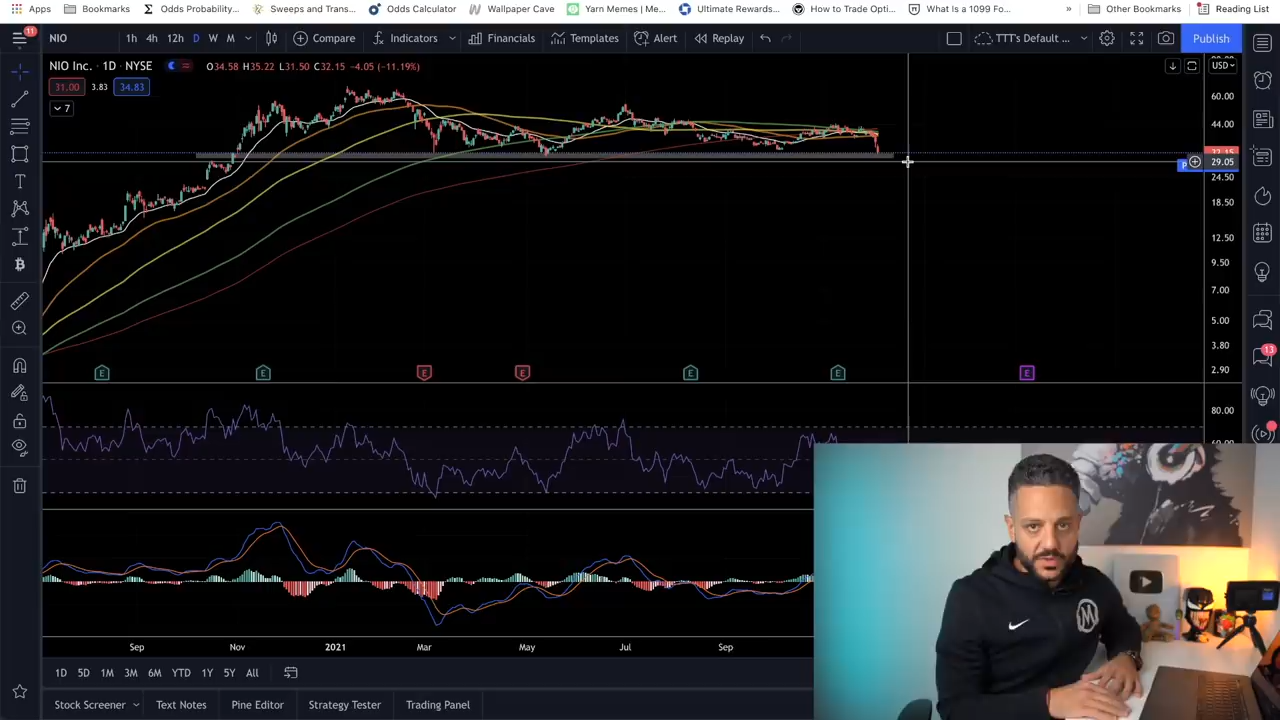 Apps Bookmarks Odds Probability... Sweeps and Trans... Odds Calculator Wallpaper Cave Yarn Memes | Me... Ultimate Rewards... How to Trade Opti... What Is a 1099 Fo... » Other Bookmarks Reading List
11 NIO 1h 4h 12h D W M Compare Indicators Financials Templates Alert Replay TTT's Default ... Publish
NIO Inc. · 1D · NYSE O34.58 H35.22 L31.50 C32.15 -4.05 (-11.19%) USD
31.00 3.83 34.83
60.00
7
44.00
32.15
29.05
24.50
18.50
12.50
9.50
7.00
5.00
3.80
13
2.90
E E E E E E E
80.00
M
Sep Nov 2021 Mar May Jul Sep
1D 5D 1M 3M 6M YTD 1Y 5Y All
Stock Screener Text Notes Pine Editor Strategy Tester Trading Panel